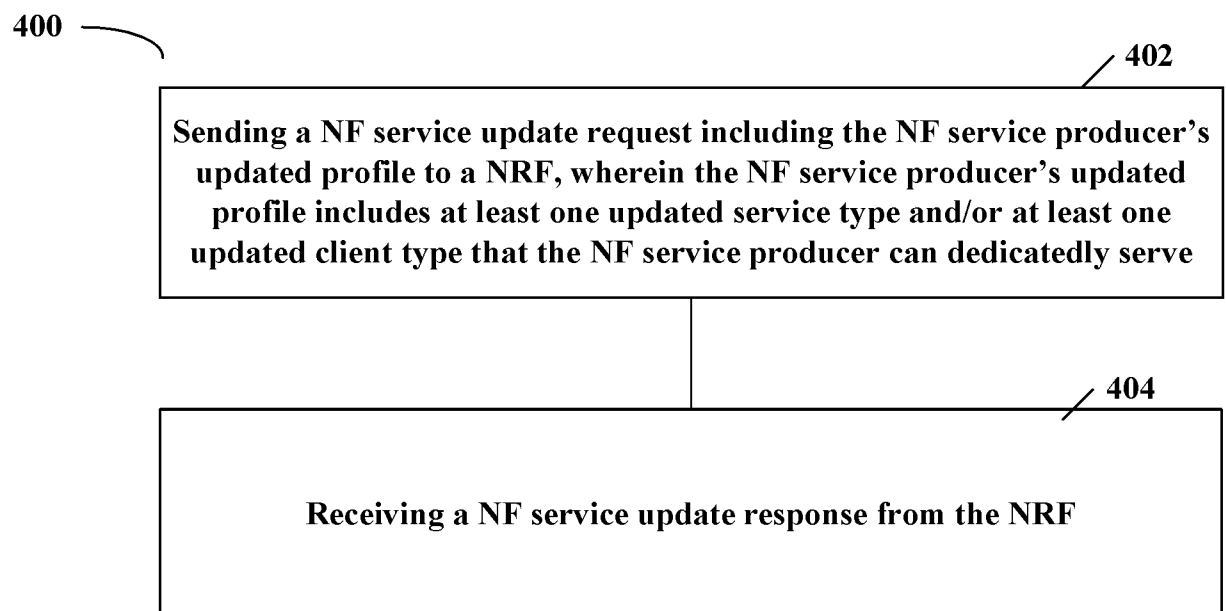 400
402
Sending a NF service update request including the NF service producer’s
updated profile to a NRF, wherein the NF service producer’s updated
profile includes at least one updated service type and/or at least one
updated client type that the NF service producer can dedicatedly serve
404
Receiving a NF service update response from the NRF